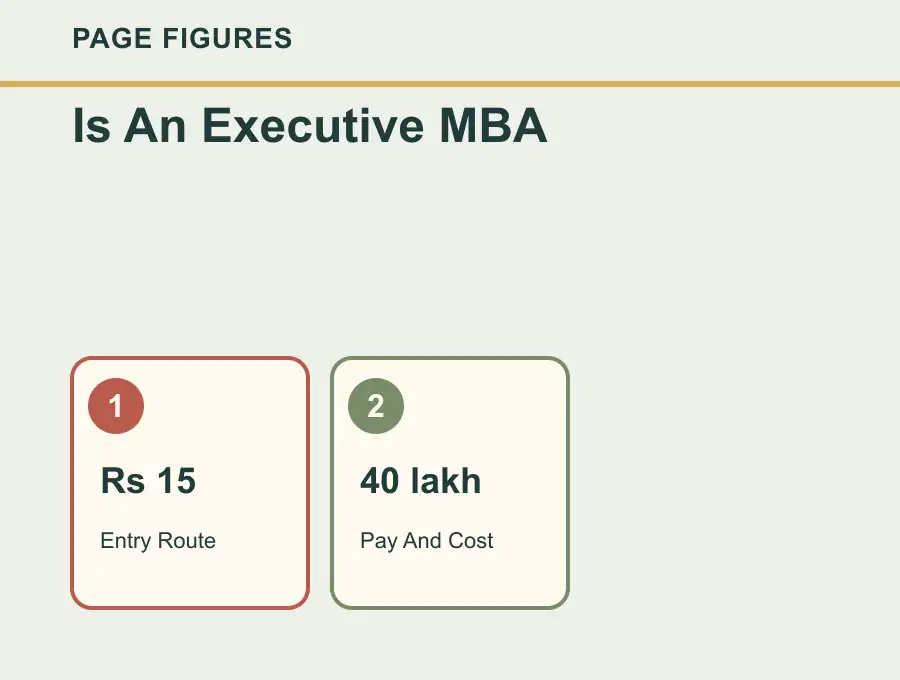 PAGE FIGURES
Is An Executive MBA
1
Rs 15
Entry Route
2
40 lakh
Pay And Cost